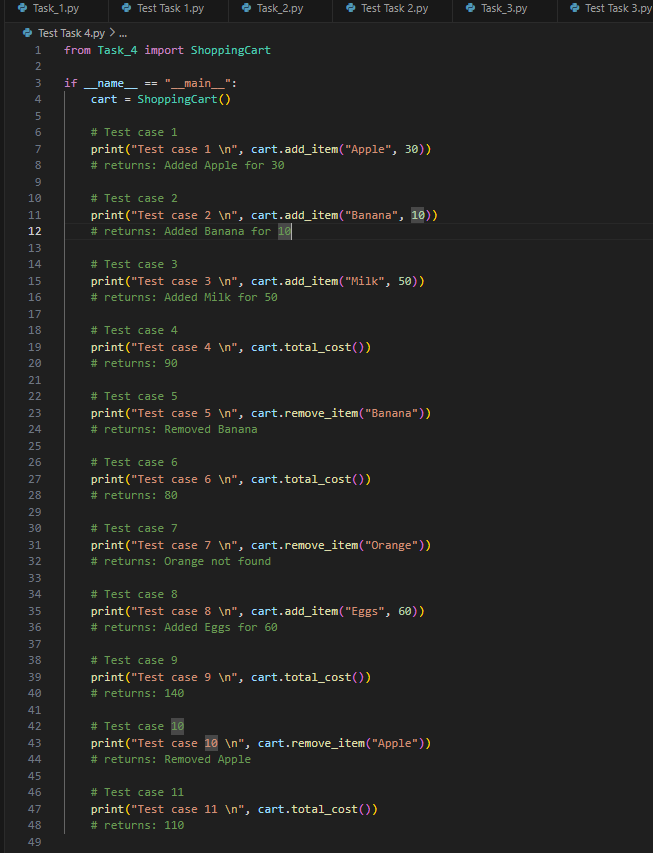 Task_1.py Test Task 1.py Task_2.py Test Task 2.py Task_3.py Test Task 3.py
Test Task 4.py > ...
1 from Task_4 import ShoppingCart
2
3 if __name__ == "__main__":
4 cart = ShoppingCart()
5
6 # Test case 1
7 print("Test case 1 \n", cart.add_item("Apple", 30))
8 # returns: Added Apple for 30
9
10 # Test case 2
11 print("Test case 2 \n", cart.add_item("Banana", 10))
12 # returns: Added Banana for 10
13
14 # Test case 3
15 print("Test case 3 \n", cart.add_item("Milk", 50))
16 # returns: Added Milk for 50
17
18 # Test case 4
19 print("Test case 4 \n", cart.total_cost())
20 # returns: 90
21
22 # Test case 5
23 print("Test case 5 \n", cart.remove_item("Banana"))
24 # returns: Removed Banana
25
26 # Test case 6
27 print("Test case 6 \n", cart.total_cost())
28 # returns: 80
29
30 # Test case 7
31 print("Test case 7 \n", cart.remove_item("Orange"))
32 # returns: Orange not found
33
34 # Test case 8
35 print("Test case 8 \n", cart.add_item("Eggs", 60))
36 # returns: Added Eggs for 60
37
38 # Test case 9
39 print("Test case 9 \n", cart.total_cost())
40 # returns: 140
41
42 # Test case 10
43 print("Test case 10 \n", cart.remove_item("Apple"))
44 # returns: Removed Apple
45
46 # Test case 11
47 print("Test case 11 \n", cart.total_cost())
48 # returns: 110
49